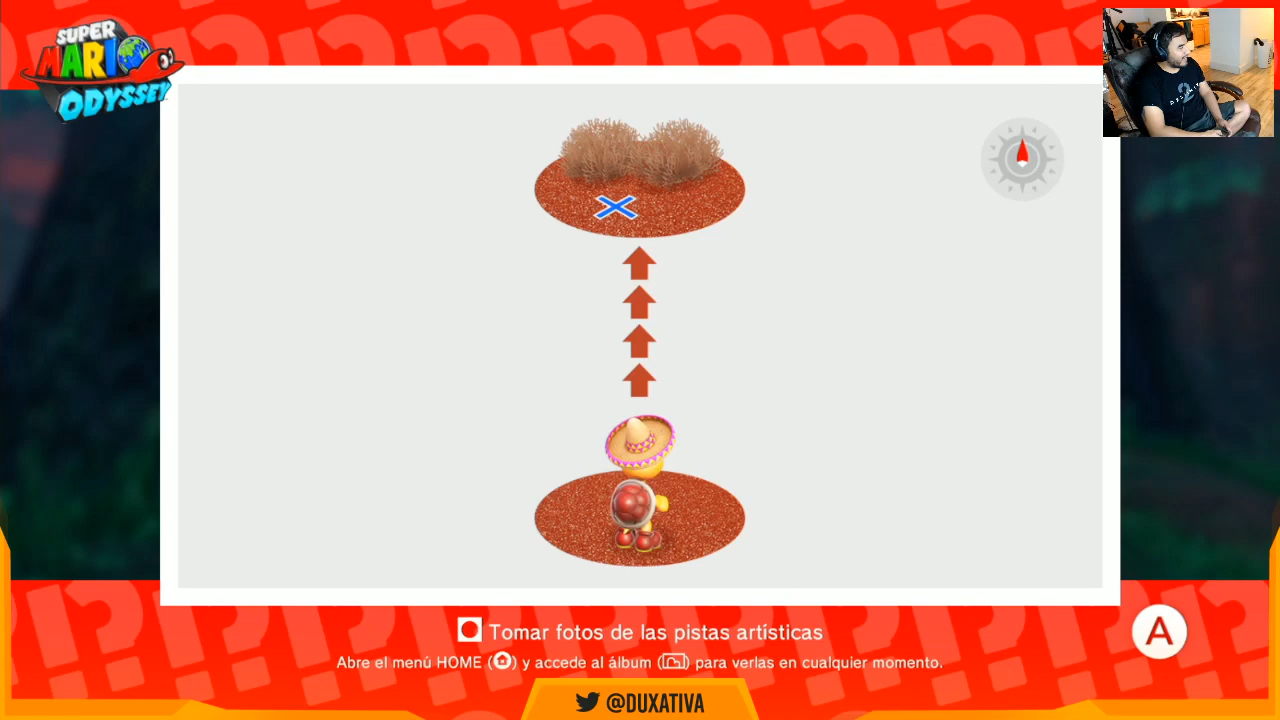 SUPER
MARIO
ODYSSEY
Tomar fotos de las pistas artísticas
A
Abre el menú HOME ( ) y accede al álbum ( ) para verlas en cualquier momento.
@DUXATIVA